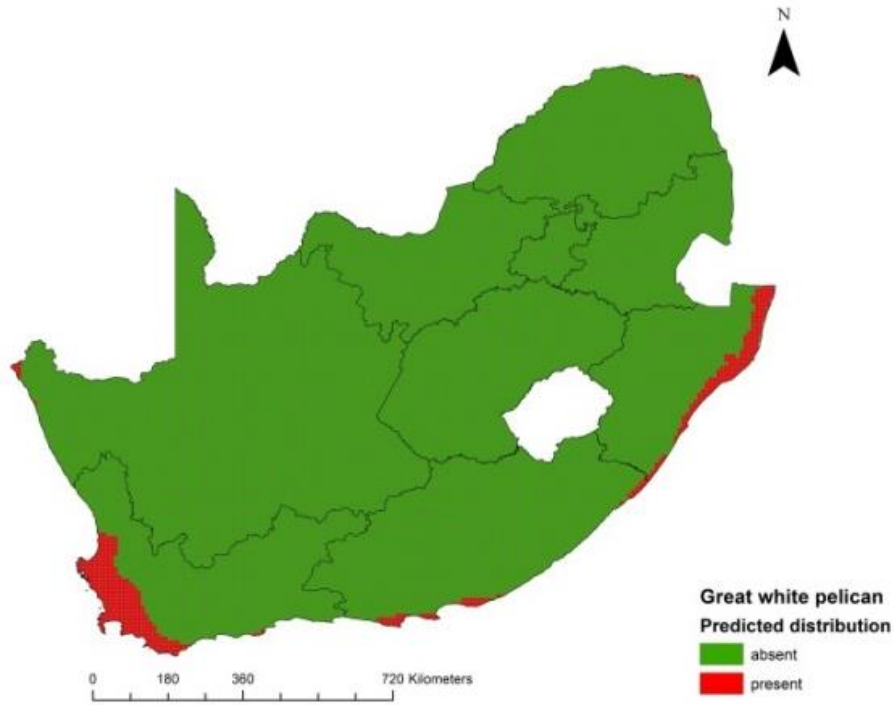 N
Great white pelican
Predicted distribution
absent
present
0 180 360 720 Kilometers